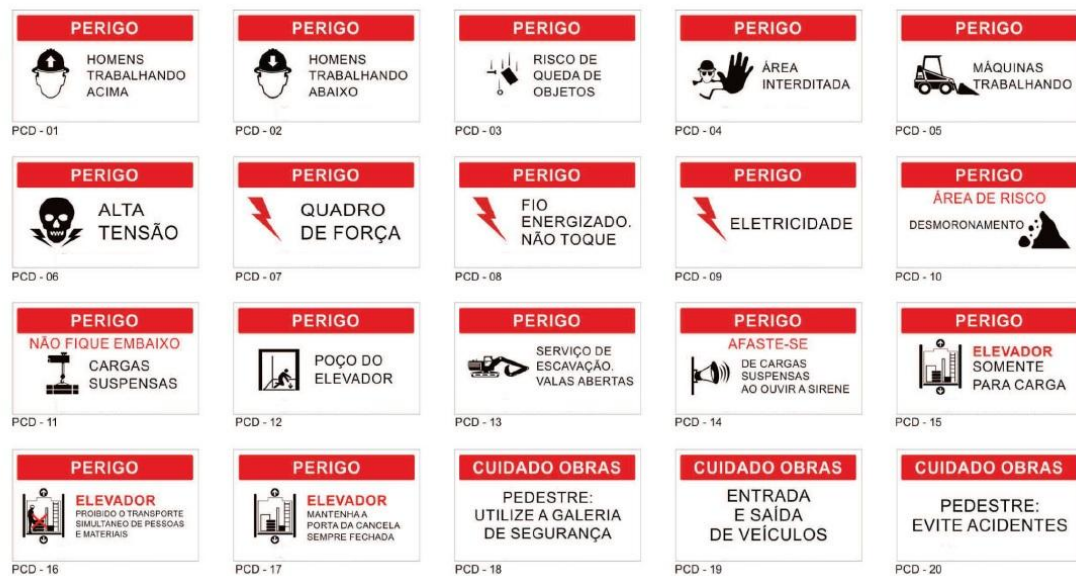 PERIGO
HOMENS
TRABALHANDO
ACIMA
PCD - 01
PERIGO
HOMENS
TRABALHANDO
ABAIXO
PCD - 02
PERIGO
RISCO DE
QUEDA DE
OBJETOS
PCD - 03
PERIGO
ÁREA
INTERDITADA
PCD - 04
PERIGO
MÁQUINAS
TRABALHANDO
PCD - 05
PERIGO
ALTA
TENSÃO
PCD - 06
PERIGO
QUADRO
DE FORÇA
PCD - 07
PERIGO
FIO
ENERGIZADO.
NÃO TOQUE
PCD - 08
PERIGO
ELETRICIDADE
PCD - 09
PERIGO
ÁREA DE RISCO
DESMORONAMENTO
PCD - 10
PERIGO
NÃO FIQUE EMBAIXO
CARGAS
SUSPENSAS
PCD - 11
PERIGO
POÇO DO
ELEVADOR
PCD - 12
PERIGO
SERVIÇO DE
ESCAVAÇÃO.
VALAS ABERTAS
PCD - 13
PERIGO
AFASTE-SE
DE CARGAS
SUSPENSAS
AO OUVIR A SIRENE
PCD - 14
PERIGO
ELEVADOR
SOMENTE
PARA CARGA
PCD - 15
PERIGO
ELEVADOR
PROIBIDO O TRANSPORTE
SIMULTANEO DE PESSOAS
E MATERIAIS
PCD - 16
PERIGO
ELEVADOR
MANTENHA A
PORTA DA CANCELA
SEMPRE FECHADA
PCD - 17
CUIDADO OBRAS
PEDESTRE:
UTILIZE A GALERIA
DE SEGURANÇA
PCD - 18
CUIDADO OBRAS
ENTRADA
E SAÍDA
DE VEÍCULOS
PCD - 19
CUIDADO OBRAS
PEDESTRE:
EVITE ACIDENTES
PCD - 20